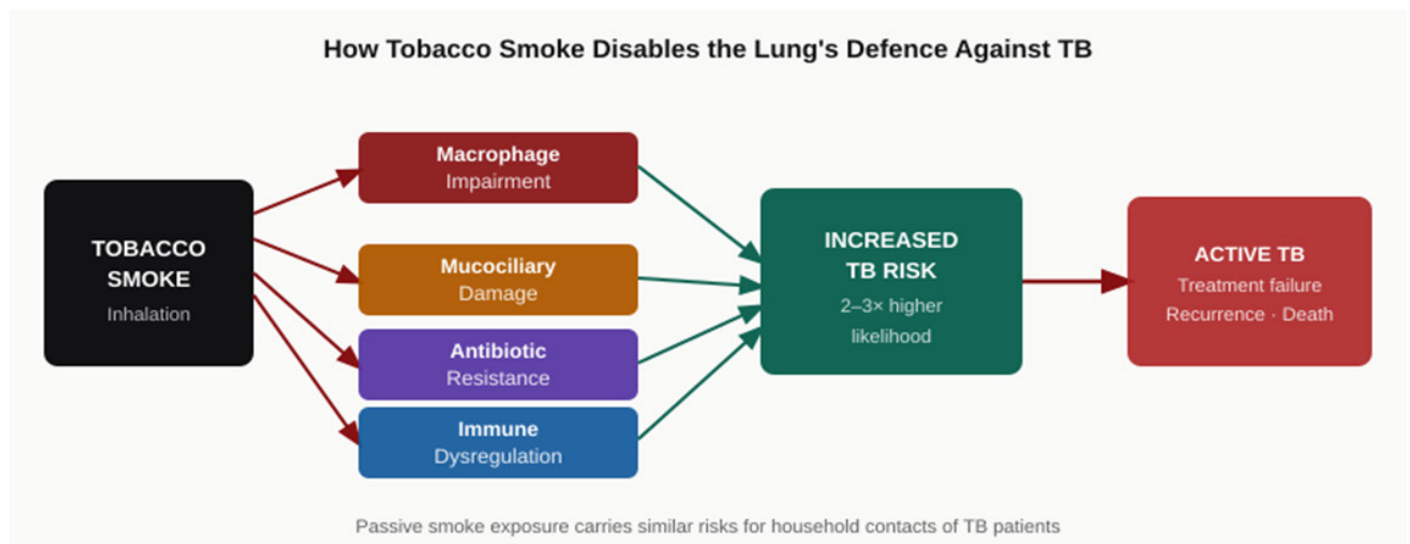 How Tobacco Smoke Disables the Lung's Defence Against TB
TOBACCO
SMOKE
Inhalation
Macrophage
Impairment
Mucociliary
Damage
Antibiotic
Resistance
Immune
Dysregulation
INCREASED
TB RISK
2–3× higher
likelihood
ACTIVE TB
Treatment failure
Recurrence · Death
Passive smoke exposure carries similar risks for household contacts of TB patients